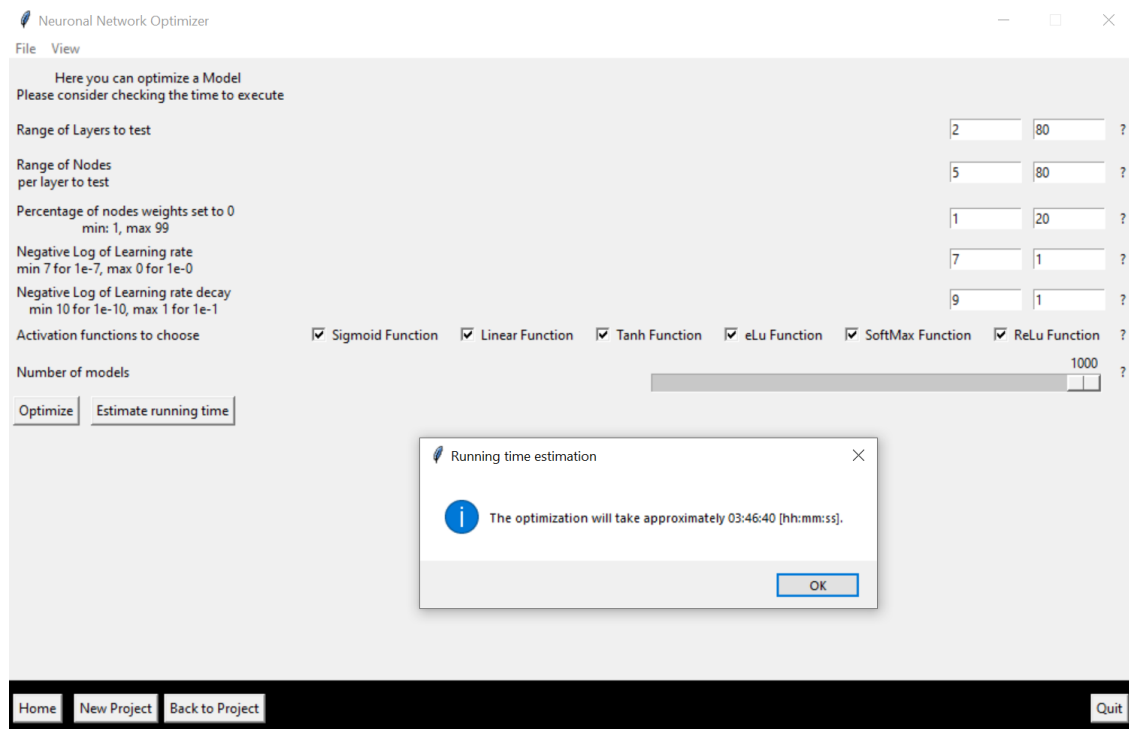 Neuronal Network Optimizer
File View
Here you can optimize a Model
Please consider checking the time to execute
Range of Layers to test 2 80 ?
Range of Nodes
per layer to test 5 80 ?
Percentage of nodes weights set to 0
min: 1, max 99 1 20 ?
Negative Log of Learning rate
min 7 for 1e-7, max 0 for 1e-0 7 1 ?
Negative Log of Learning rate decay
min 10 for 1e-10, max 1 for 1e-1 9 1 ?
Activation functions to choose Sigmoid Function Linear Function Tanh Function eLu Function SoftMax Function ReLu Function ?
1000
Number of models ?
Optimize Estimate running time
Running time estimation
The optimization will take approximately 03:46:40 [hh:mm:ss].
OK
Home New Project Back to Project Quit